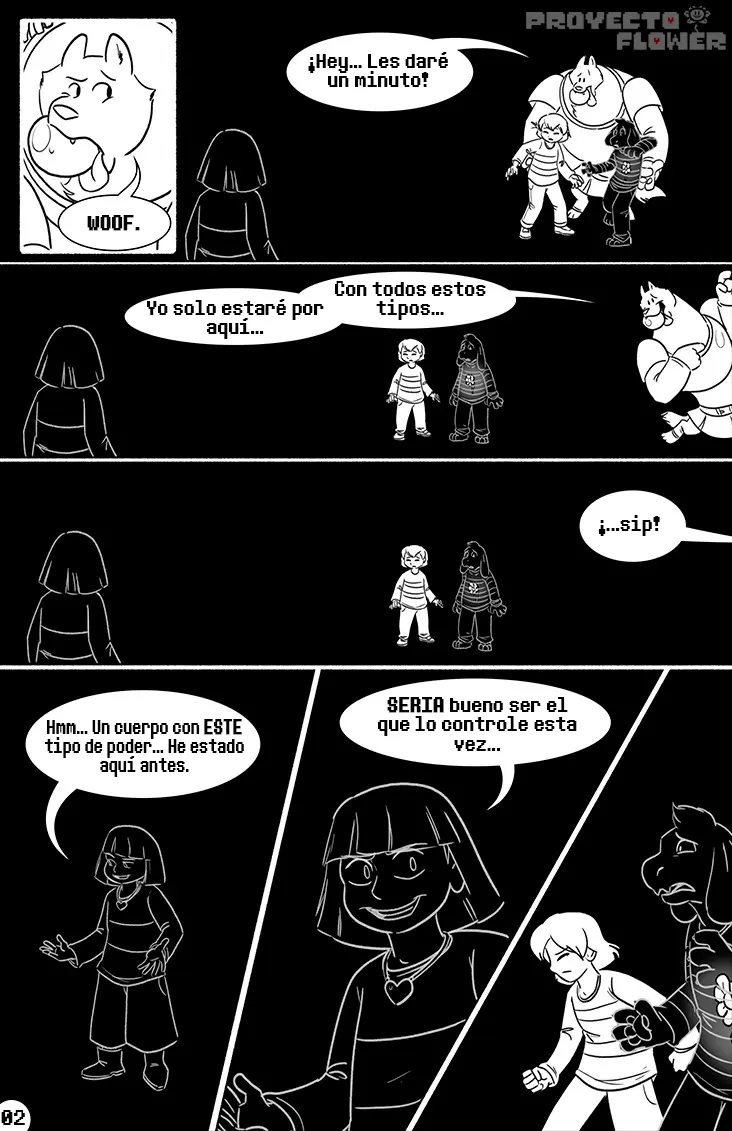 PROYECTO
FLOWER
¡Hey... Les daré
un minuto!
WOOF.
Con todos estos
tipos...
Yo solo estaré por
aquí...
¡...sip!
Hmm... Un cuerpo con ESTE
tipo de poder... He estado
aquí antes.
SERIA bueno ser el
que lo controle esta
vez...
02